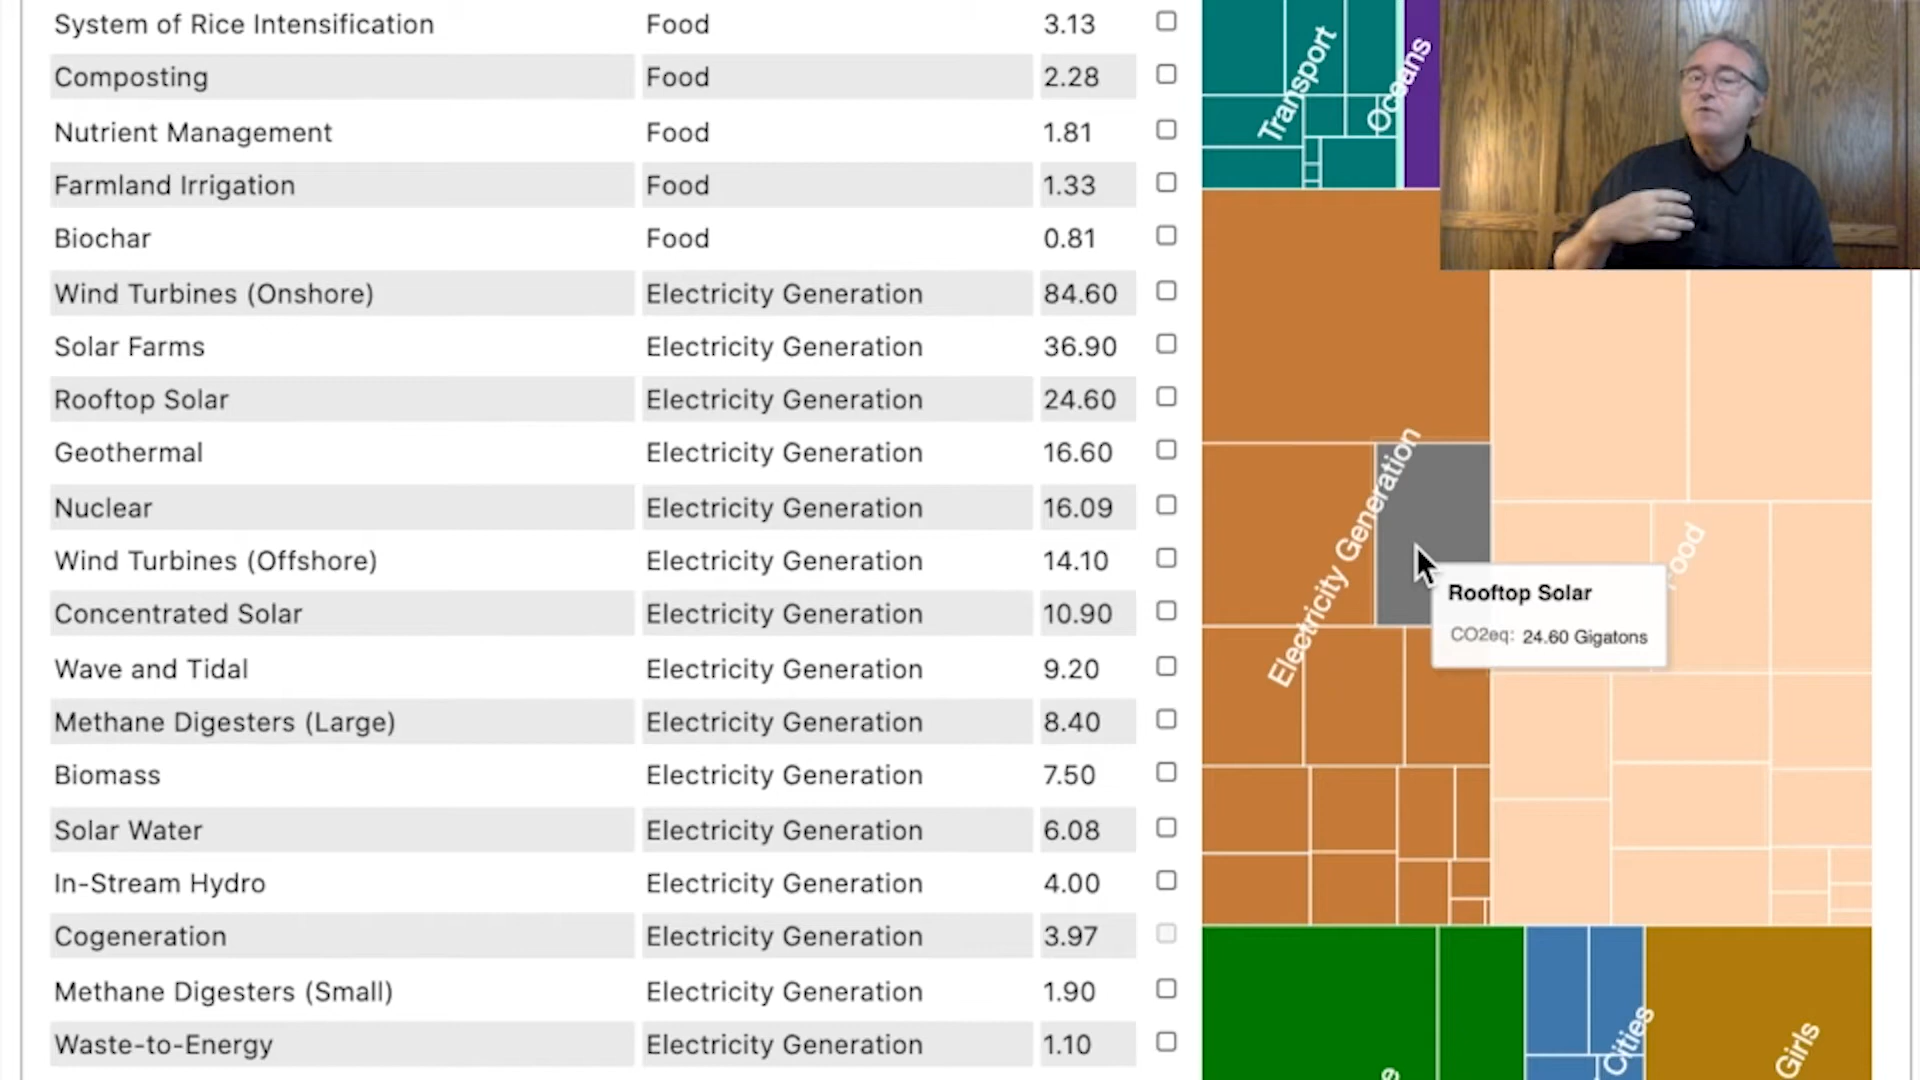 System of Rice Intensification Food 3.13
Composting Food 2.28
Nutrient Management Food 1.81
Farmland Irrigation Food 1.33
Biochar Food 0.81
Wind Turbines (Onshore) Electricity Generation 84.60
Solar Farms Electricity Generation 36.90
Rooftop Solar Electricity Generation 24.60
Geothermal Electricity Generation 16.60
Nuclear Electricity Generation 16.09
Wind Turbines (Offshore) Electricity Generation 14.10
Concentrated Solar Electricity Generation 10.90
Wave and Tidal Electricity Generation 9.20
Methane Digesters (Large) Electricity Generation 8.40
Biomass Electricity Generation 7.50
Solar Water Electricity Generation 6.08
In-Stream Hydro Electricity Generation 4.00
Cogeneration Electricity Generation 3.97
Methane Digesters (Small) Electricity Generation 1.90
Waste-to-Energy Electricity Generation 1.10
Transport
Oceans
Electricity Generation
Food
Rooftop Solar
CO2eq: 24.60 Gigatons
Cities
Girls